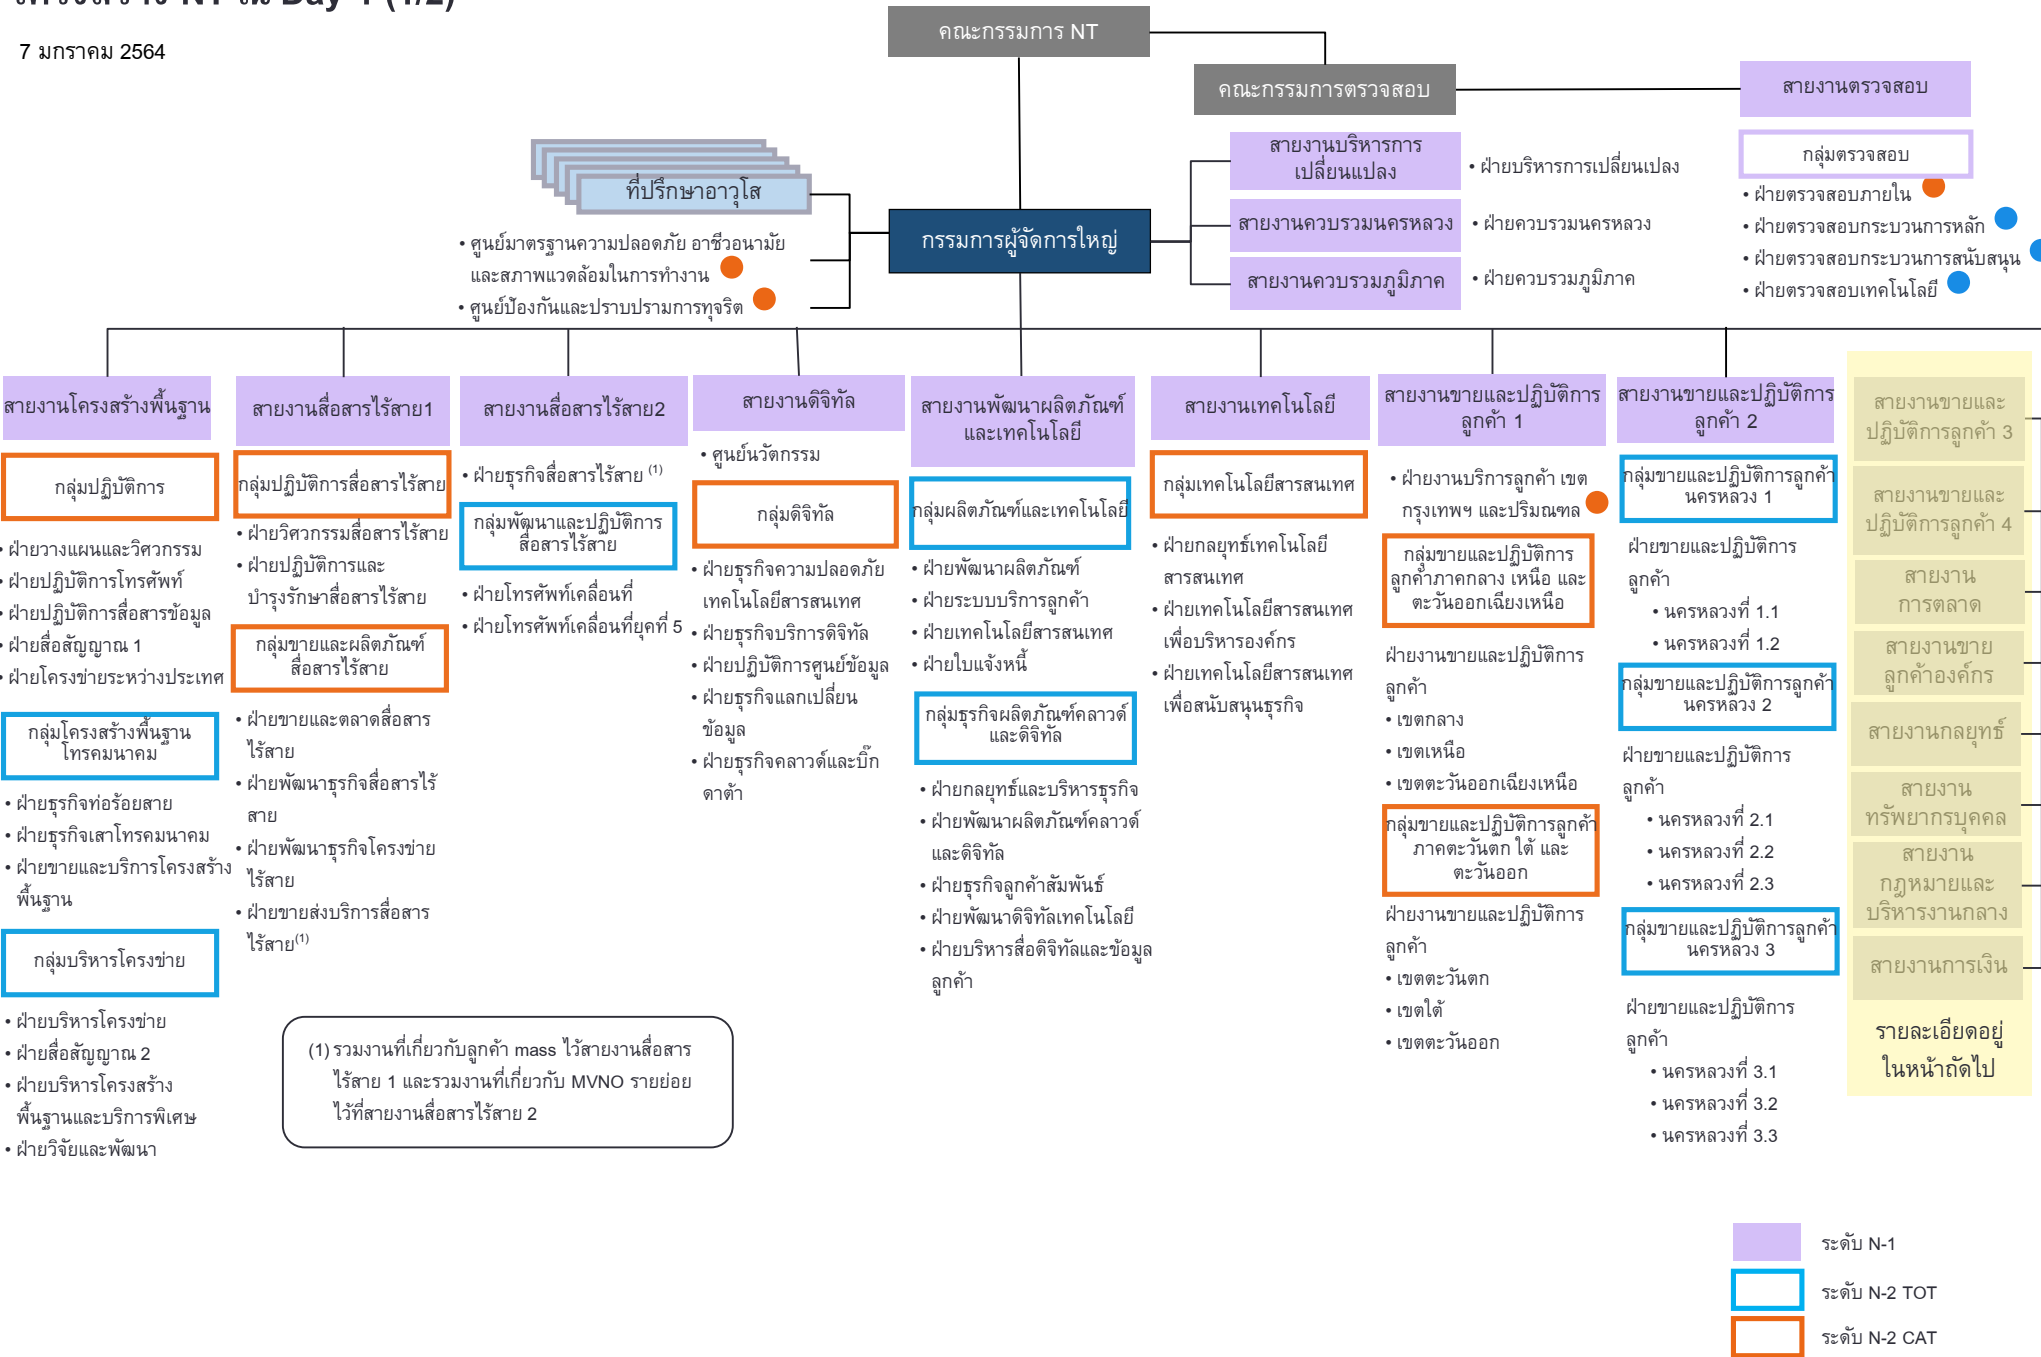 โครงสร้าง NT ณ Day 1 (1/2)
7 มกราคม 2564
คณะกรรมการ NT
คณะกรรมการตรวจสอบ
สายงานตรวจสอบ
กลุ่มตรวจสอบ
• ฝ่ายตรวจสอบภายใน
• ฝ่ายตรวจสอบกระบวนการหลัก
• ฝ่ายตรวจสอบกระบวนการสนับสนุน
• ฝ่ายตรวจสอบเทคโนโลยี
ที่ปรึกษาอาวุโส
• ศูนย์มาตรฐานความปลอดภัย อาชีวอนามัย
และสภาพแวดล้อมในการทำงาน
• ศูนย์ป้องกันและปราบปรามการทุจริต
กรรมการผู้จัดการใหญ่
สายงานบริหารการ
เปลี่ยนแปลง
• ฝ่ายบริหารการเปลี่ยนแปลง
สายงานควบรวมนครหลวง
• ฝ่ายควบรวมนครหลวง
สายงานควบรวมภูมิภาค
• ฝ่ายควบรวมภูมิภาค
สายงานโครงสร้างพื้นฐาน
กลุ่มปฏิบัติการ
• ฝ่ายวางแผนและวิศวกรรม
• ฝ่ายปฏิบัติการโทรศัพท์
• ฝ่ายปฏิบัติการสื่อสารข้อมูล
• ฝ่ายสื่อสัญญาณ 1
• ฝ่ายโครงข่ายระหว่างประเทศ
กลุ่มโครงสร้างพื้นฐาน
โทรคมนาคม
• ฝ่ายธุรกิจท่อร้อยสาย
• ฝ่ายธุรกิจเสาโทรคมนาคม
• ฝ่ายขายและบริการโครงสร้าง
พื้นฐาน
กลุ่มบริหารโครงข่าย
• ฝ่ายบริหารโครงข่าย
• ฝ่ายสื่อสัญญาณ 2
• ฝ่ายบริหารโครงสร้าง
พื้นฐานและบริการพิเศษ
• ฝ่ายวิจัยและพัฒนา
สายงานสื่อสารไร้สาย1
กลุ่มปฏิบัติการสื่อสารไร้สาย
• ฝ่ายวิศวกรรมสื่อสารไร้สาย
• ฝ่ายปฏิบัติการและ
บำรุงรักษาสื่อสารไร้สาย
กลุ่มขายและผลิตภัณฑ์
สื่อสารไร้สาย
• ฝ่ายขายและตลาดสื่อสาร
ไร้สาย
• ฝ่ายพัฒนาธุรกิจสื่อสารไร้
สาย
• ฝ่ายพัฒนาธุรกิจโครงข่าย
ไร้สาย
• ฝ่ายขายส่งบริการสื่อสาร
ไร้สาย(1)
สายงานสื่อสารไร้สาย2
• ฝ่ายธุรกิจสื่อสารไร้สาย (1)
กลุ่มพัฒนาและปฏิบัติการ
สื่อสารไร้สาย
• ฝ่ายโทรศัพท์เคลื่อนที่
• ฝ่ายโทรศัพท์เคลื่อนที่ยุคที่ 5
สายงานดิจิทัล
• ศูนย์นวัตกรรม
กลุ่มดิจิทัล
• ฝ่ายธุรกิจความปลอดภัย
เทคโนโลยีสารสนเทศ
• ฝ่ายธุรกิจบริการดิจิทัล
• ฝ่ายปฏิบัติการศูนย์ข้อมูล
• ฝ่ายธุรกิจแลกเปลี่ยน
ข้อมูล
• ฝ่ายธุรกิจคลาวด์และบิ๊ก
ดาต้า
สายงานพัฒนาผลิตภัณฑ์
และเทคโนโลยี
กลุ่มผลิตภัณฑ์และเทคโนโลยี
• ฝ่ายพัฒนาผลิตภัณฑ์
• ฝ่ายระบบบริการลูกค้า
• ฝ่ายเทคโนโลยีสารสนเทศ
• ฝ่ายใบแจ้งหนี้
กลุ่มธุรกิจผลิตภัณฑ์คลาวด์
และดิจิทัล
• ฝ่ายกลยุทธ์และบริหารธุรกิจ
• ฝ่ายพัฒนาผลิตภัณฑ์คลาวด์
และดิจิทัล
• ฝ่ายธุรกิจลูกค้าสัมพันธ์
• ฝ่ายพัฒนาดิจิทัลเทคโนโลยี
• ฝ่ายบริหารสื่อดิจิทัลและข้อมูล
ลูกค้า
สายงานเทคโนโลยี
กลุ่มเทคโนโลยีสารสนเทศ
• ฝ่ายกลยุทธ์เทคโนโลยี
สารสนเทศ
• ฝ่ายเทคโนโลยีสารสนเทศ
เพื่อบริหารองค์กร
• ฝ่ายเทคโนโลยีสารสนเทศ
เพื่อสนับสนุนธุรกิจ
สายงานขายและปฏิบัติการ
ลูกค้า 1
• ฝ่ายงานบริการลูกค้า เขต
กรุงเทพฯ และปริมณฑล
กลุ่มขายและปฏิบัติการ
ลูกค้าภาคกลาง เหนือ และ
ตะวันออกเฉียงเหนือ
ฝ่ายงานขายและปฏิบัติการ
ลูกค้า
• เขตกลาง
• เขตเหนือ
• เขตตะวันออกเฉียงเหนือ
กลุ่มขายและปฏิบัติการลูกค้า
ภาคตะวันตก ใต้ และ
ตะวันออก
ฝ่ายงานขายและปฏิบัติการ
ลูกค้า
• เขตตะวันตก
• เขตใต้
• เขตตะวันออก
สายงานขายและปฏิบัติการ
ลูกค้า 2
กลุ่มขายและปฏิบัติการลูกค้า
นครหลวง 1
ฝ่ายขายและปฏิบัติการ
ลูกค้า
• นครหลวงที่ 1.1
• นครหลวงที่ 1.2
กลุ่มขายและปฏิบัติการลูกค้า
นครหลวง 2
ฝ่ายขายและปฏิบัติการ
ลูกค้า
• นครหลวงที่ 2.1
• นครหลวงที่ 2.2
• นครหลวงที่ 2.3
กลุ่มขายและปฏิบัติการลูกค้า
นครหลวง 3
ฝ่ายขายและปฏิบัติการ
ลูกค้า
• นครหลวงที่ 3.1
• นครหลวงที่ 3.2
• นครหลวงที่ 3.3
สายงานขายและ
ปฏิบัติการลูกค้า 3
สายงานขายและ
ปฏิบัติการลูกค้า 4
สายงาน
การตลาด
สายงานขาย
ลูกค้าองค์กร
สายงานกลยุทธ์
สายงาน
ทรัพยากรบุคคล
สายงาน
กฎหมายและ
บริหารงานกลาง
สายงานการเงิน
รายละเอียดอยู่
ในหน้าถัดไป
(1) รวมงานที่เกี่ยวกับลูกค้า mass ไว้สายงานสื่อสาร
ไร้สาย 1 และรวมงานที่เกี่ยวกับ MVNO รายย่อย
ไว้ที่สายงานสื่อสารไร้สาย 2
ระดับ N-1
ระดับ N-2 TOT
ระดับ N-2 CAT